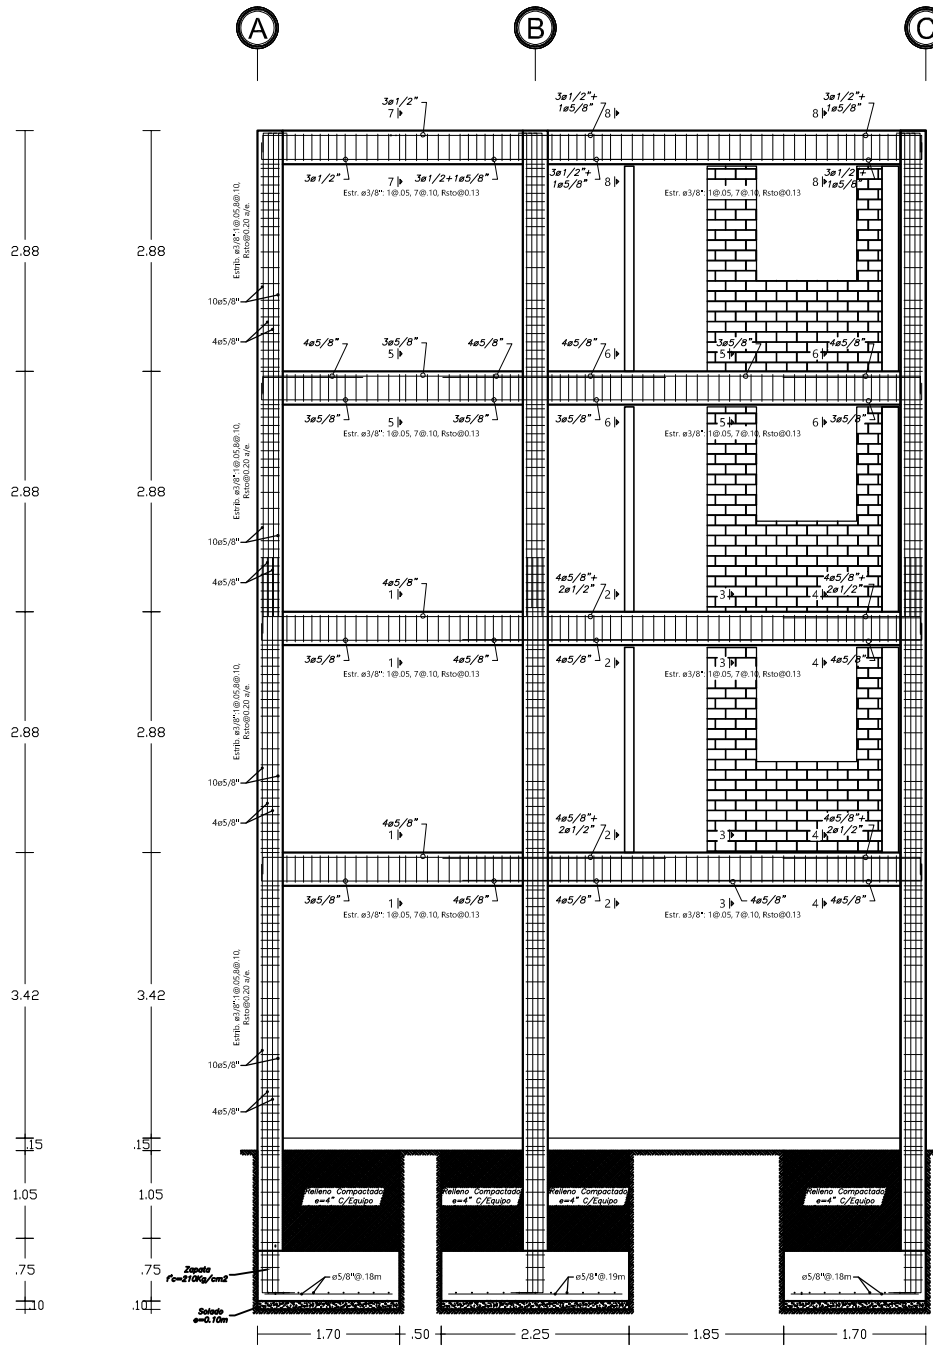 A
B
C
3ø1/2"
7
3ø1/2"+
1ø5/8"
8
3ø1/2"+
1ø5/8"
8
3ø1/2"
7
3ø1/2+1ø5/8"
3ø1/2"+
1ø5/8"
8
8
3ø1/2"+
1ø5/8"
Estr. ø3/8": 1@.05, 7@.10, Rsto@0.13
Estr. ø3/8": 1@.05, 7@.10, Rsto@0.13
Estrib. ø3/8":1@.05,8@.10,
Rsto@0.20 a/e.
2.88
2.88
10ø5/8"
4ø5/8"
4ø5/8"
3ø5/8"
5
4ø5/8"
4ø5/8"
6
3ø5/8"
5
6
4ø5/8"
3ø5/8"
5
3ø5/8"
3ø5/8"
6
5
6
3ø5/8"
Estr. ø3/8": 1@.05, 7@.10, Rsto@0.13
Estr. ø3/8": 1@.05, 7@.10, Rsto@0.13
Estrib. ø3/8":1@.05,8@.10,
Rsto@0.20 a/e.
2.88
2.88
10ø5/8"
4ø5/8"
4ø5/8"
1
4ø5/8"+
2ø1/2"
2
3
4
4ø5/8"+
2ø1/2"
3ø5/8"
1
4ø5/8"
4ø5/8"
2
3
4
4ø5/8"
Estr. ø3/8": 1@.05, 7@.10, Rsto@0.13
Estr. ø3/8": 1@.05, 7@.10, Rsto@0.13
Estrib. ø3/8":1@.05,8@.10,
Rsto@0.20 a/e.
2.88
2.88
10ø5/8"
4ø5/8"
4ø5/8"
1
4ø5/8"+
2ø1/2"
2
3
4
4ø5/8"+
2ø1/2"
3ø5/8"
1
4ø5/8"
4ø5/8"
2
3
4ø5/8"
4
4ø5/8"
Estr. ø3/8": 1@.05, 7@.10, Rsto@0.13
Estr. ø3/8": 1@.05, 7@.10, Rsto@0.13
Estrib. ø3/8":1@.05,8@.10,
Rsto@0.20 a/e.
3.42
3.42
10ø5/8"
4ø5/8"
.15
.15
1.05
1.05
Relleno Compactado
e=4" C/Equipo
Relleno Compactado
e=4" C/Equipo
Relleno Compactado
e=4" C/Equipo
.75
.75
Zapata
f'c=210Kg/cm2
ø5/8"@.18m
ø5/8"@.19m
ø5/8"@.18m
.10
.10
Solado
e=0.10m
1.70
.50
2.25
1.85
1.70